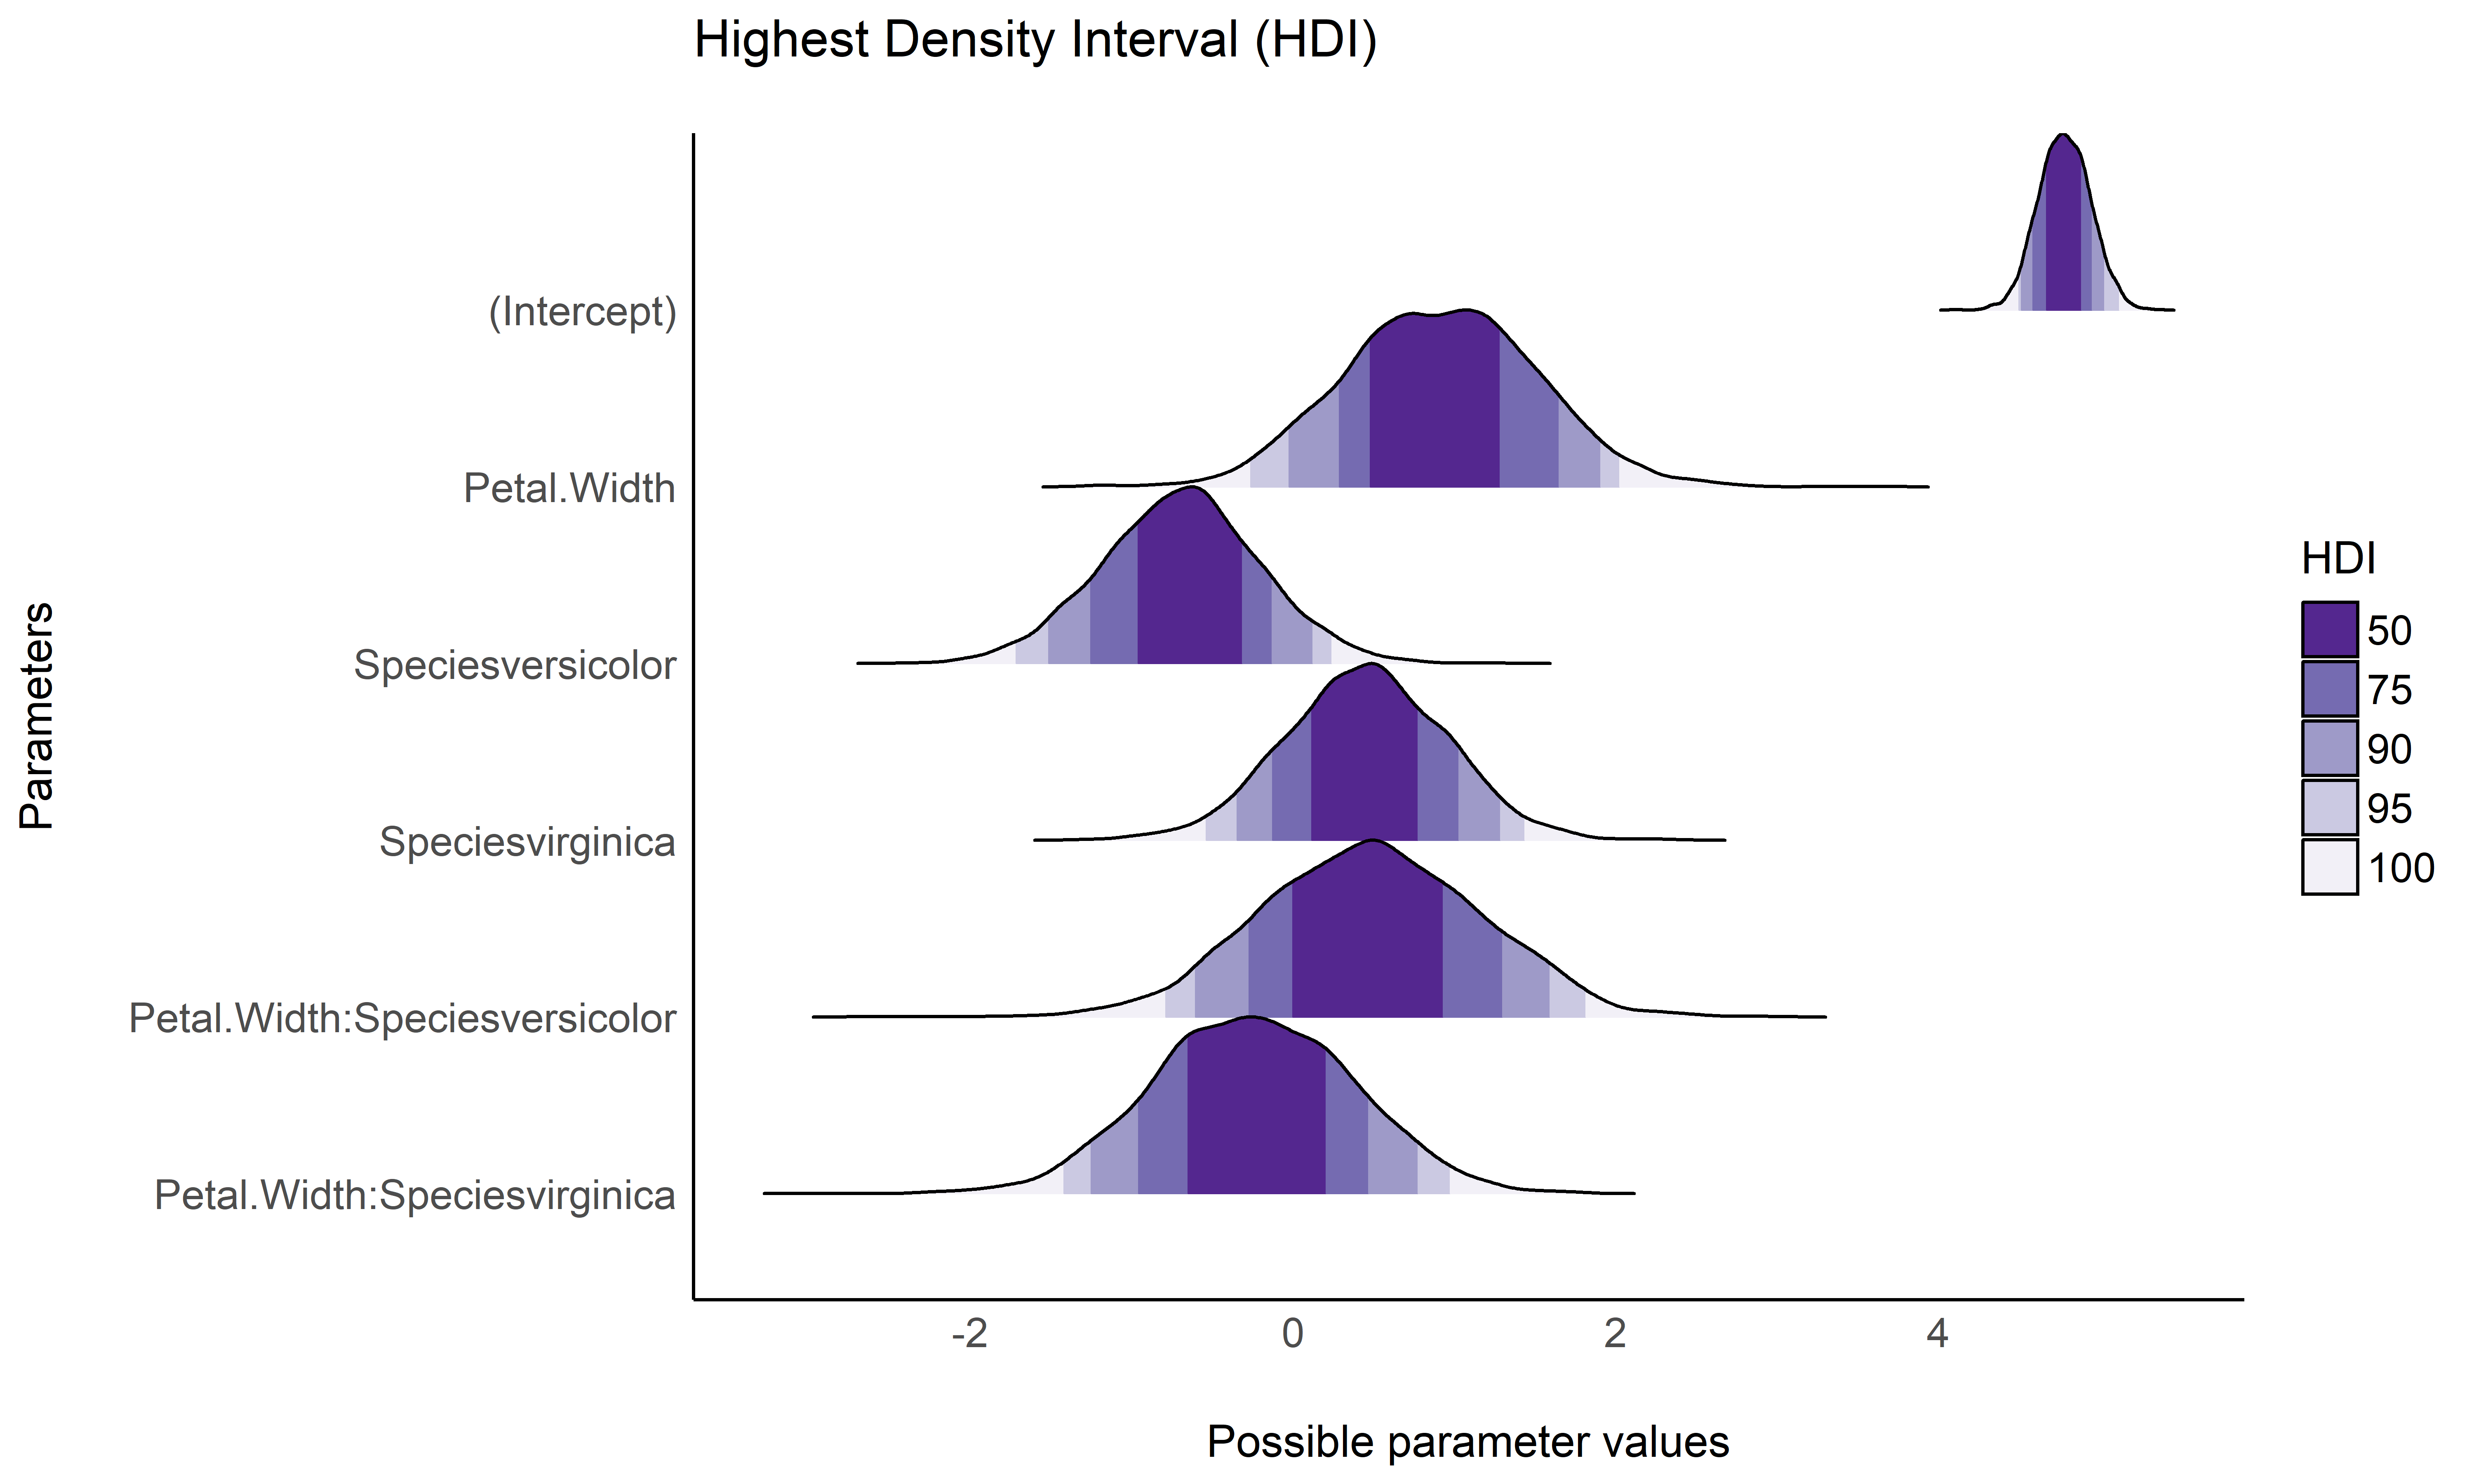 Highest Density Interval (HDI)
Parameters
(Intercept)
Petal.Width
Speciesversicolor
Speciesvirginica
Petal.Width:Speciesversicolor
Petal.Width:Speciesvirginica
-2
0
2
4
Possible parameter values
HDI
50
75
90
95
100